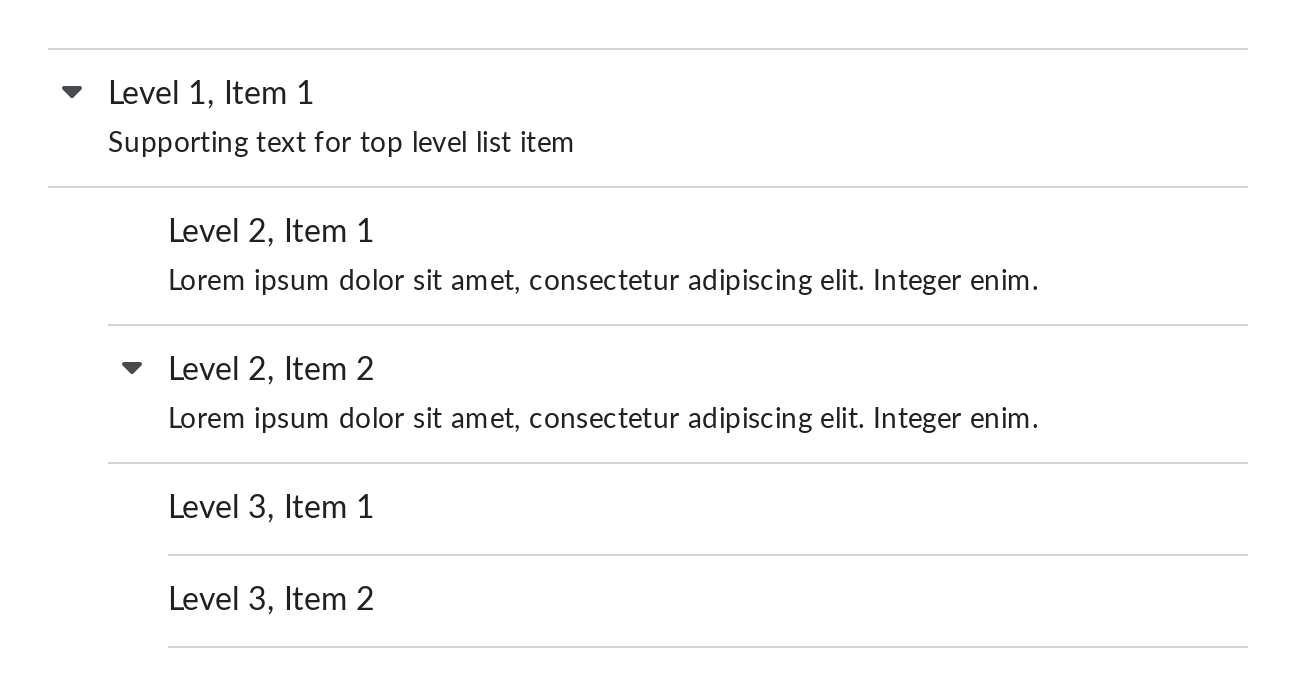 Level 1, Item 1
Supporting text for top level list item
Level 2, Item 1
Lorem ipsum dolor sit amet, consectetur adipiscing elit. Integer enim.
Level 2, Item 2
Lorem ipsum dolor sit amet, consectetur adipiscing elit. Integer enim.
Level 3, Item 1
Level 3, Item 2